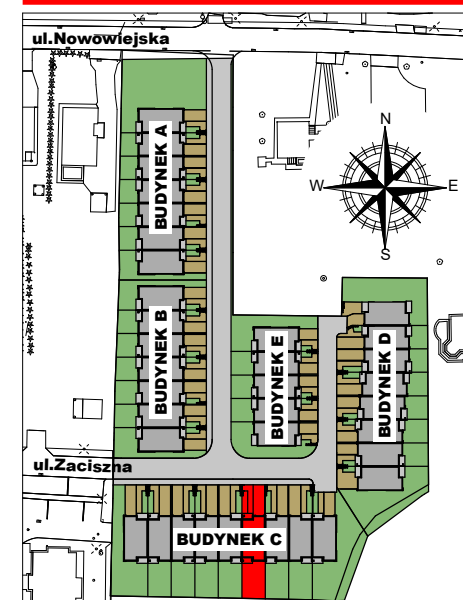 ul.Nowowiejska
BUDYNEK A
N
W
E
S
BUDYNEK B
BUDYNEK E
BUDYNEK D
ul.Zaciszna
BUDYNEK C